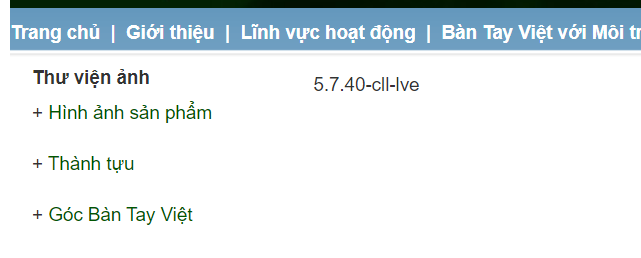 Trang chủ | Giới thiệu | Lĩnh vực hoạt động | Bàn Tay Việt với Môi
Thư viện ảnh
5.7.40-cll-lve
+ Hình ảnh sản phẩm
+ Thành tựu
+ Góc Bàn Tay Việt